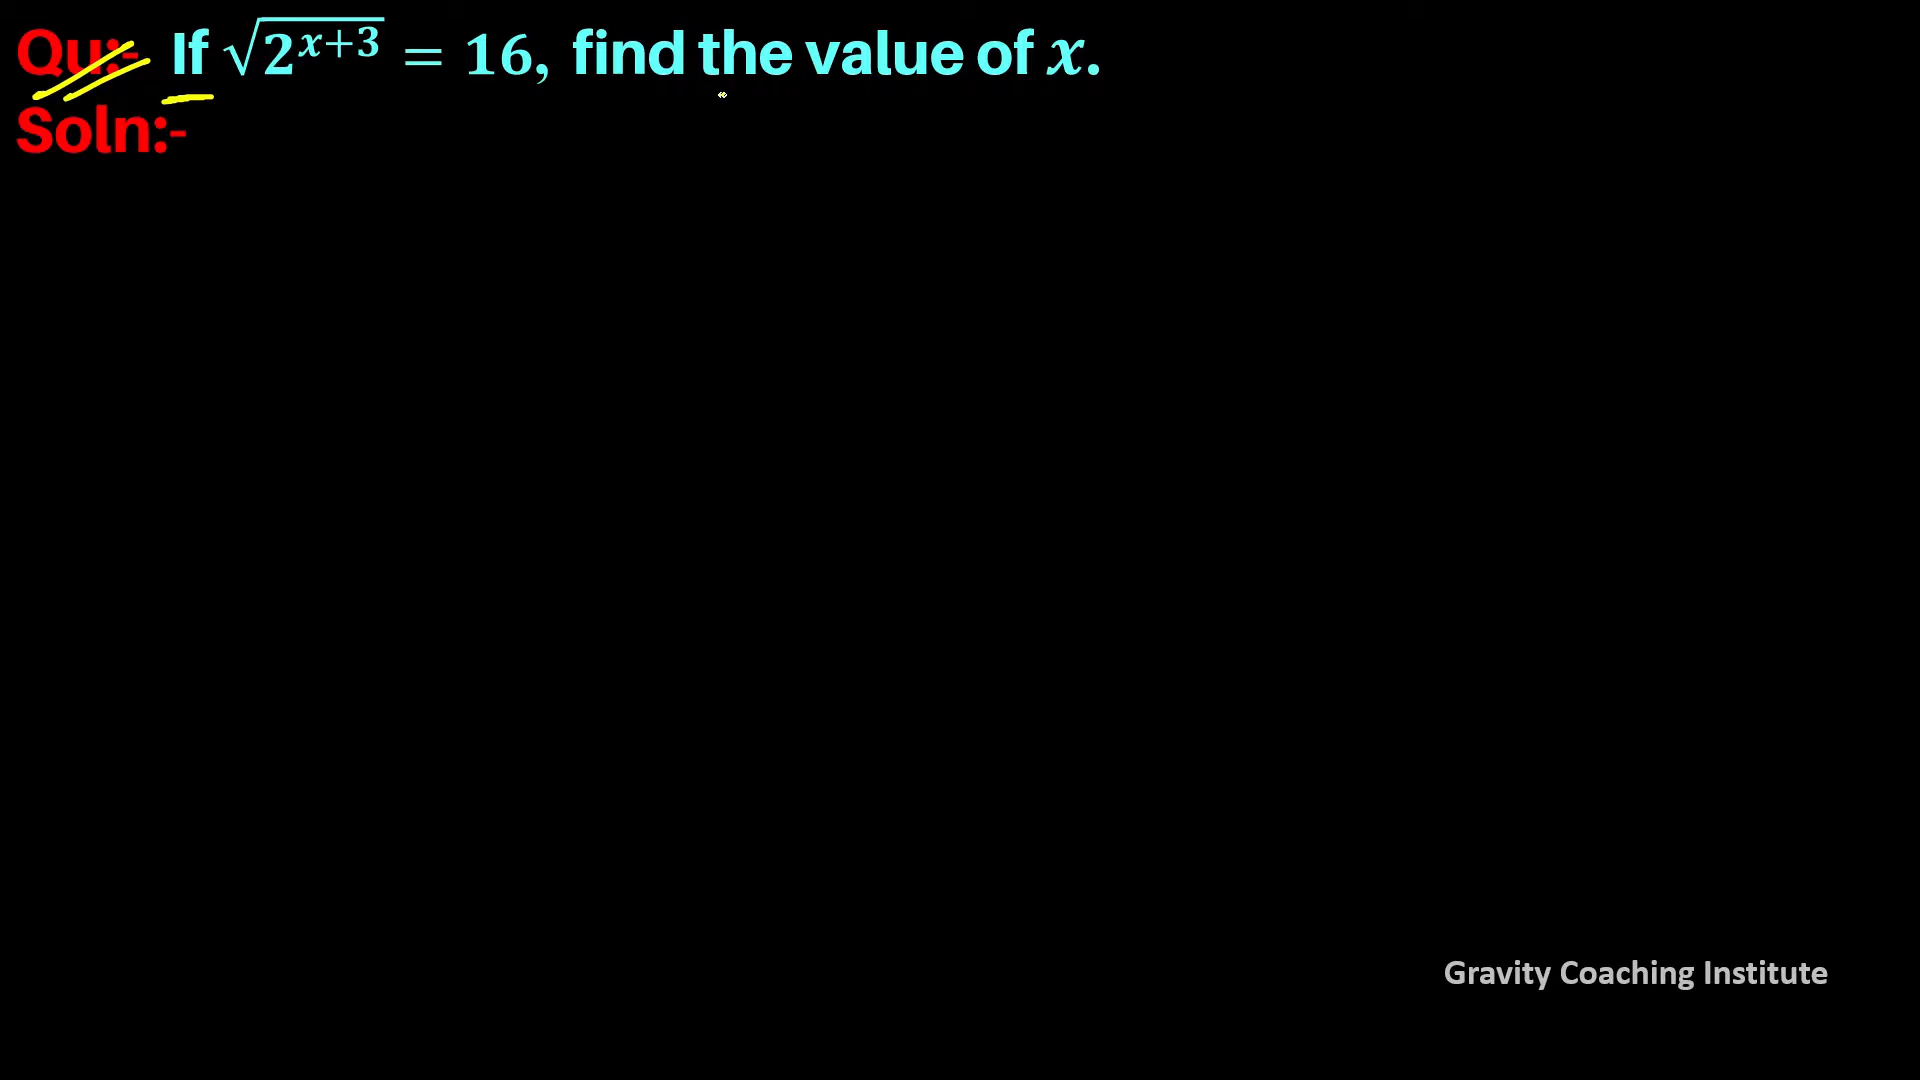 Qu:- If √2^{x+3} = 16, find the value of x.
Soln:-
Gravity Coaching Institute